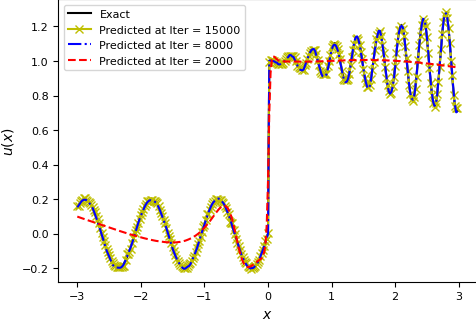 Exact
Predicted at Iter = 15000
Predicted at Iter = 8000
Predicted at Iter = 2000
u(x)
1.2
1.0
0.8
0.6
0.4
0.2
0.0
−0.2
−3 −2 −1 0 1 2 3
x